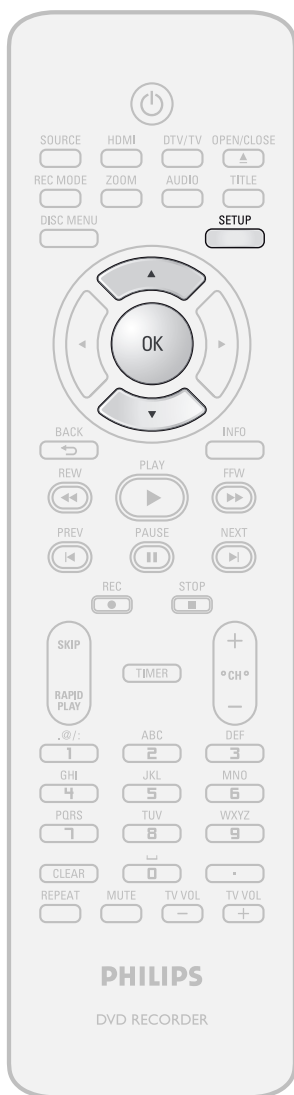 SOURCE HDMI DTV/TV OPEN/CLOSE
REC MODE ZOOM AUDIO TITLE
DISC MENU SETUP
OK
BACK INFO
REW PLAY FFW
PREV PAUSE NEXT
REC STOP
SKIP
RAPID
PLAY
TIMER
+
CH
−
.@/: ABC DEF
1 2 3
GHI JKL MNO
4 5 6
PQRS TUV WXYZ
7 8 9
CLEAR 0 .
REPEAT MUTE TV VOL TV VOL
− +
PHILIPS
DVD RECORDER